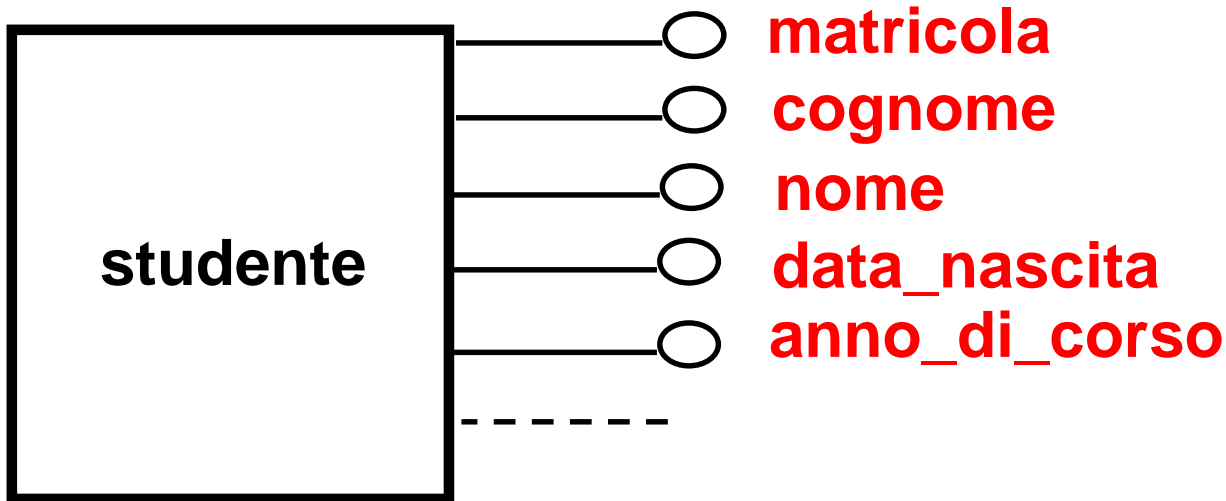 matricola
cognome
nome
studente
data_nascita
anno_di_corso